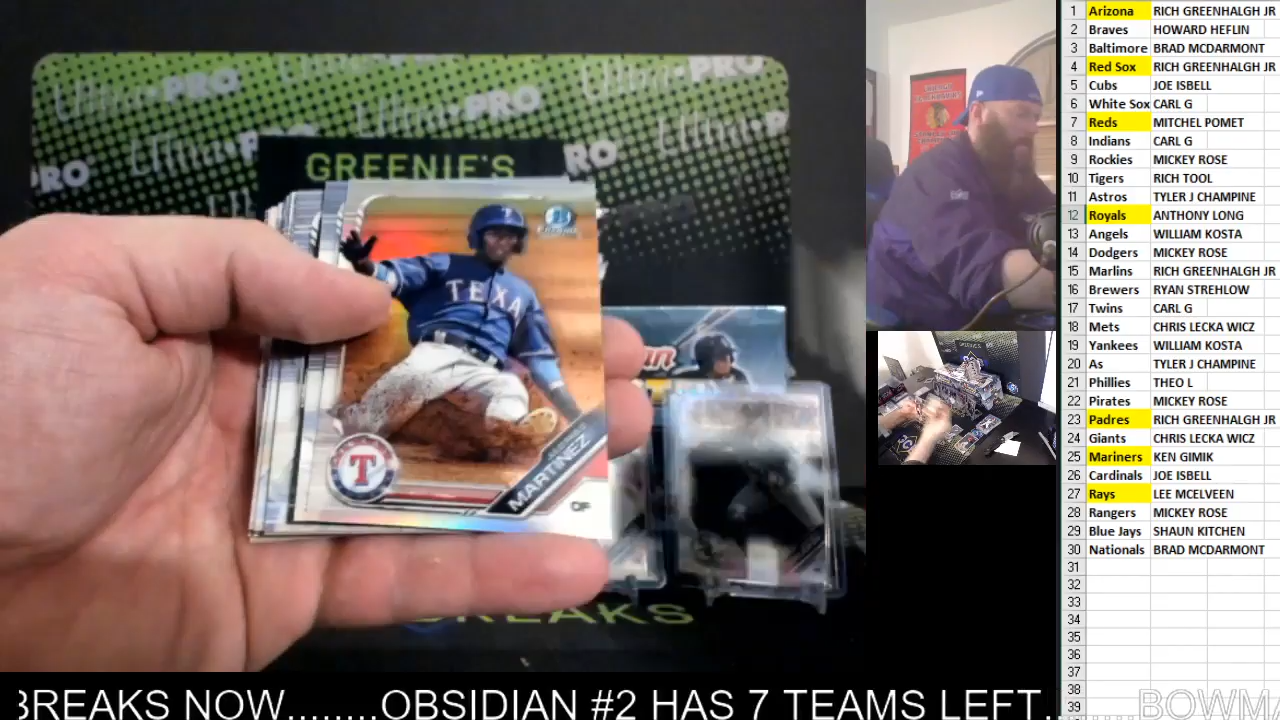 Ultra PRO
GREENIE'S
PRO
TEXA
MARTINEZ
OF
T
BREAKS
BREAKS NOW........OBSIDIAN #2 HAS 7 TEAMS LEFT
BOWMA
1 Arizona RICH GREENHALGH JR
2 Braves HOWARD HEFLIN
3 Baltimore BRAD MCDARMONT
4 Red Sox RICH GREENHALGH JR
5 Cubs JOE ISBELL
6 White Sox CARL G
7 Reds MITCHEL POMET
8 Indians CARL G
9 Rockies MICKEY ROSE
10 Tigers RICH TOOL
11 Astros TYLER J CHAMPINE
12 Royals ANTHONY LONG
13 Angels WILLIAM KOSTA
14 Dodgers MICKEY ROSE
15 Marlins RICH GREENHALGH JR
16 Brewers RYAN STREHLOW
17 Twins CARL G
18 Mets CHRIS LECKA WICZ
19 Yankees WILLIAM KOSTA
20 As TYLER J CHAMPINE
21 Phillies THEO L
22 Pirates MICKEY ROSE
23 Padres RICH GREENHALGH JR
24 Giants CHRIS LECKA WICZ
25 Mariners KEN GIMIK
26 Cardinals JOE ISBELL
27 Rays LEE MCELVEEN
28 Rangers MICKEY ROSE
29 Blue Jays SHAUN KITCHEN
30 Nationals BRAD MCDARMONT
31
32
33
34
35
36
37
38
39